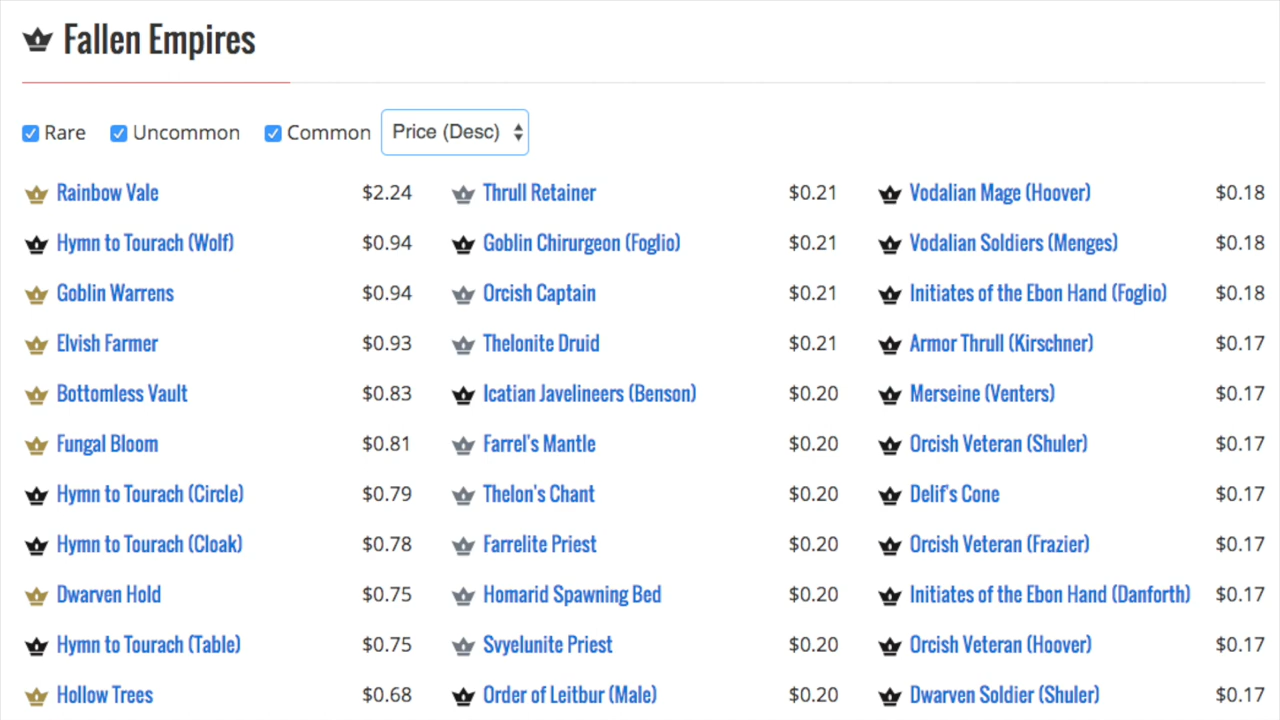 Fallen Empires
Rare Uncommon Common Price (Desc)
Rainbow Vale $2.24 Thrull Retainer $0.21 Vodalian Mage (Hoover) $0.18
Hymn to Tourach (Wolf) $0.94 Goblin Chirurgeon (Foglio) $0.21 Vodalian Soldiers (Menges) $0.18
Goblin Warrens $0.94 Orcish Captain $0.21 Initiates of the Ebon Hand (Foglio) $0.18
Elvish Farmer $0.93 Thelonite Druid $0.21 Armor Thrull (Kirschner) $0.17
Bottomless Vault $0.83 Icatian Javelineers (Benson) $0.20 Merseine (Venters) $0.17
Fungal Bloom $0.81 Farrel's Mantle $0.20 Orcish Veteran (Shuler) $0.17
Hymn to Tourach (Circle) $0.79 Thelon's Chant $0.20 Delif's Cone $0.17
Hymn to Tourach (Cloak) $0.78 Farrelite Priest $0.20 Orcish Veteran (Frazier) $0.17
Dwarven Hold $0.75 Homarid Spawning Bed $0.20 Initiates of the Ebon Hand (Danforth) $0.17
Hymn to Tourach (Table) $0.75 Svyelunite Priest $0.20 Orcish Veteran (Hoover) $0.17
Hollow Trees $0.68 Order of Leitbur (Male) $0.20 Dwarven Soldier (Shuler) $0.17